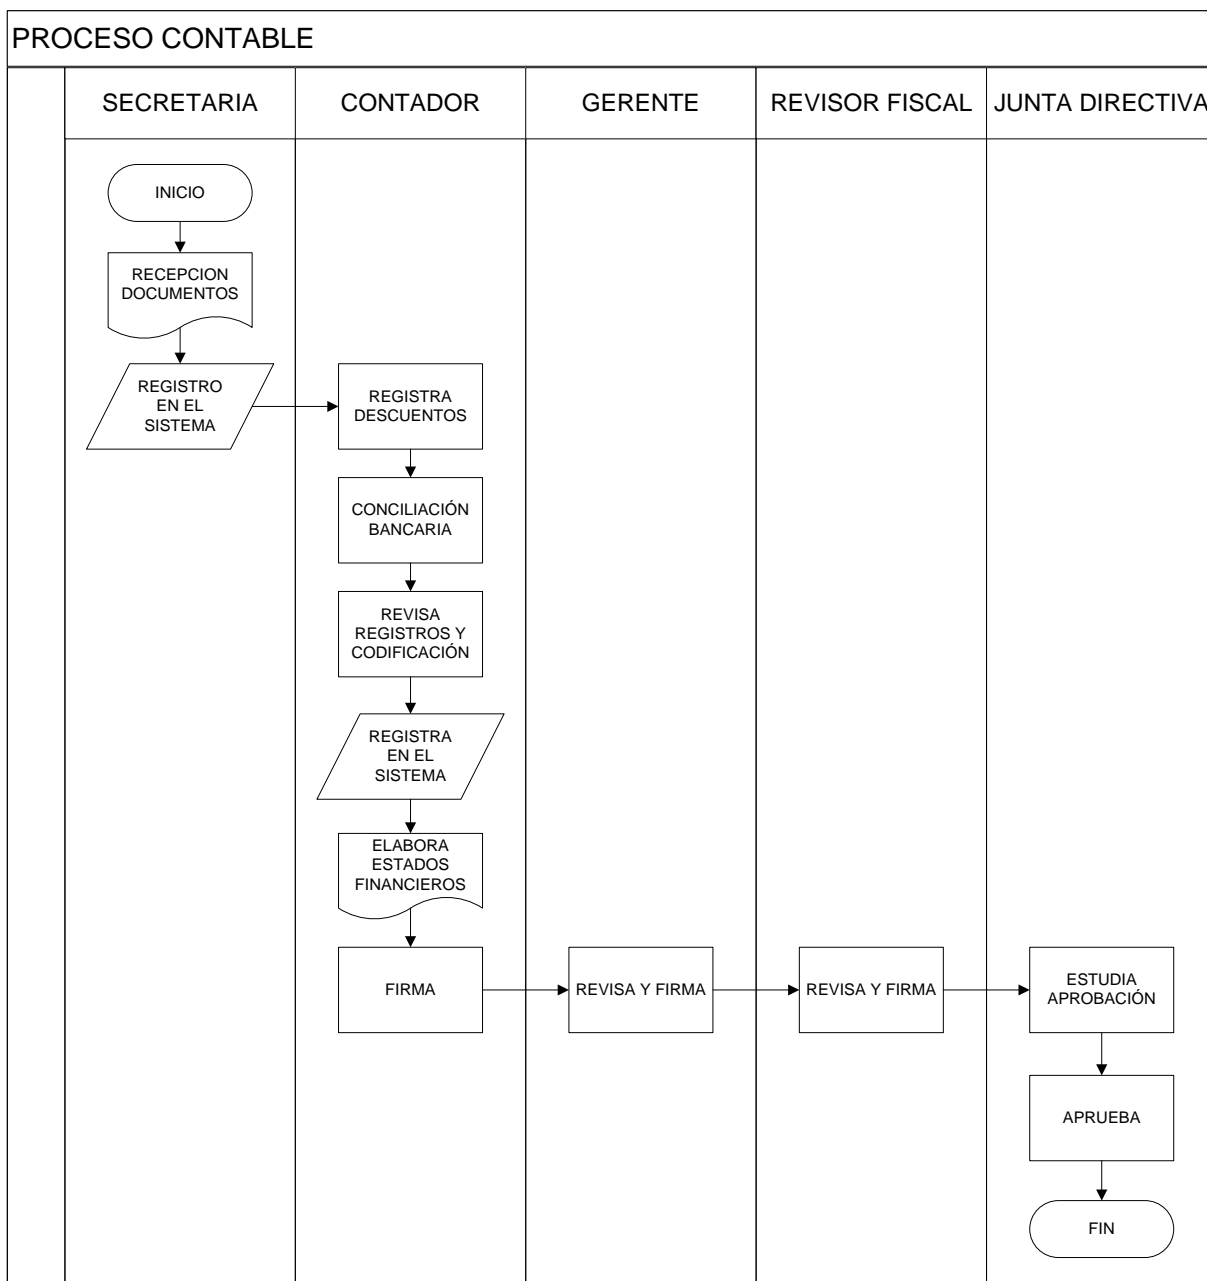 PROCESO CONTABLE
SECRETARIA
CONTADOR
GERENTE
REVISOR FISCAL
JUNTA DIRECTIVA
INICIO
RECEPCION
DOCUMENTOS
REGISTRO
EN EL
SISTEMA
REGISTRA
DESCUENTOS
CONCILIACIÓN
BANCARIA
REVISA
REGISTROS Y
CODIFICACIÓN
REGISTRA
EN EL
SISTEMA
ELABORA
ESTADOS
FINANCIEROS
FIRMA
REVISA Y FIRMA
REVISA Y FIRMA
ESTUDIA
APROBACIÓN
APRUEBA
FIN